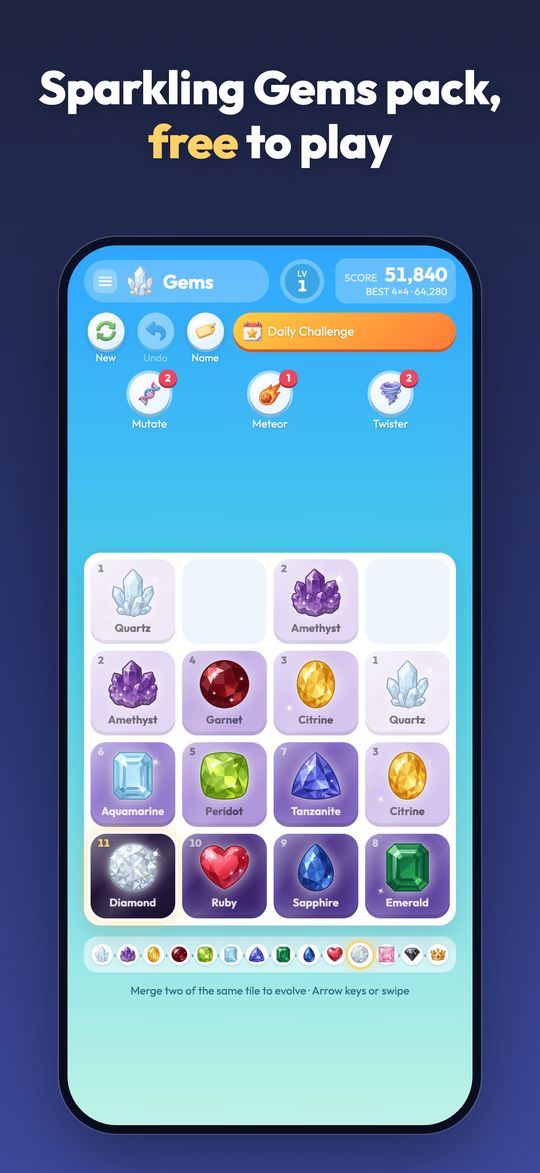 Sparkling Gems pack,
free to play
Gems
LV
1
SCORE 51,840
BEST 4×4 · 64,280
New
Undo
Name
Daily Challenge
2
Mutate
1
Meteor
2
Twister
1
Quartz
2
Amethyst
2
Amethyst
4
Garnet
3
Citrine
1
Quartz
6
Aquamarine
5
Peridot
7
Tanzanite
3
Citrine
11
Diamond
10
Ruby
9
Sapphire
8
Emerald
Merge two of the same tile to evolve · Arrow keys or swipe